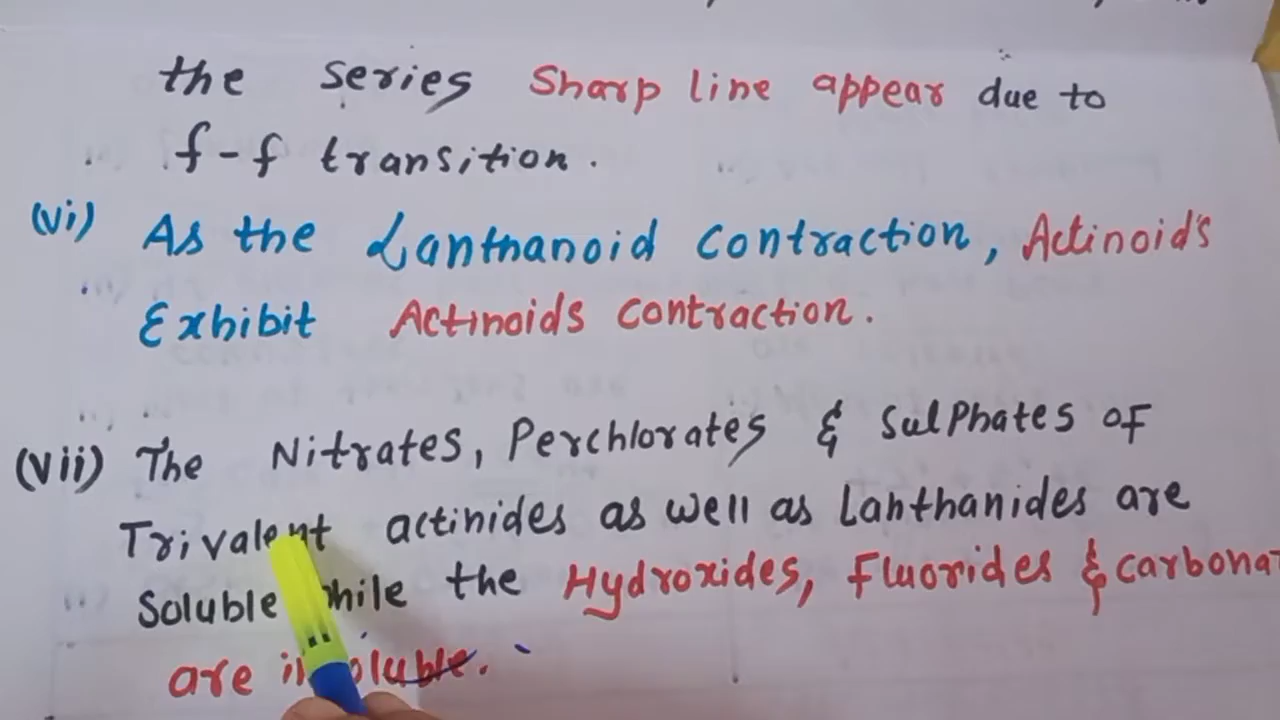 the series Sharp line appear due to
f-f transition.
(vi) As the Lanthanoid contraction, Actinoid's
Exhibit Actinoids contraction.
(vii) The Nitrates, Perchlorates & Sulphates of
Trivalent actinides as well as Lanthanides are
Soluble while the Hydroxides, Fluorides & carbona
are insoluble.